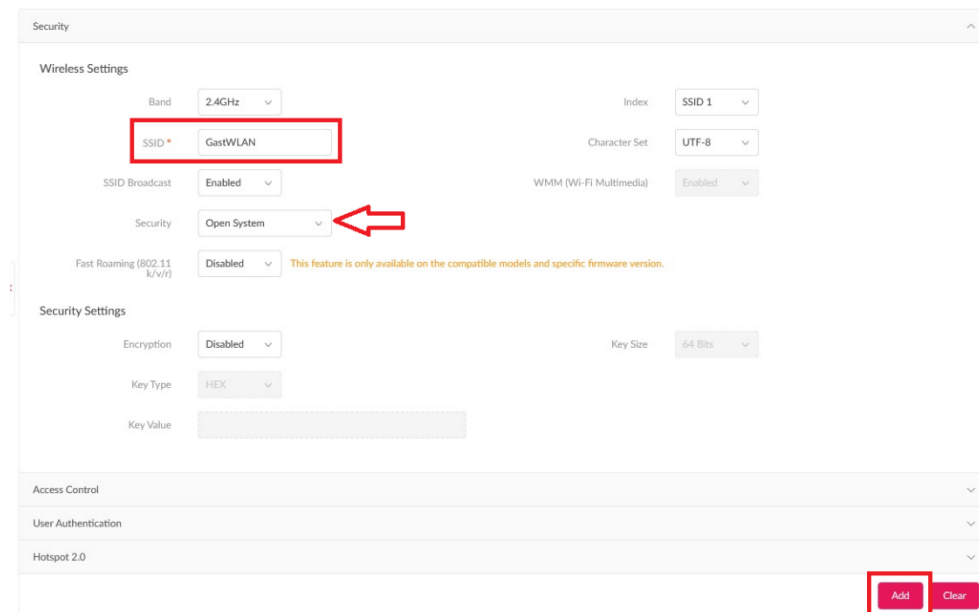 Security
Wireless Settings
Band 2.4GHz Index SSID 1
SSID * GastWLAN Character Set UTF-8
SSID Broadcast Enabled WMM (Wi-Fi Multimedia) Enabled
Security Open System
Fast Roaming (802.11 k/v/r) Disabled This feature is only available on the compatible models and specific firmware version.
Security Settings
Encryption Disabled Key Size 64 Bits
Key Type HEX
Key Value
Access Control
User Authentication
Hotspot 2.0
Add Clear